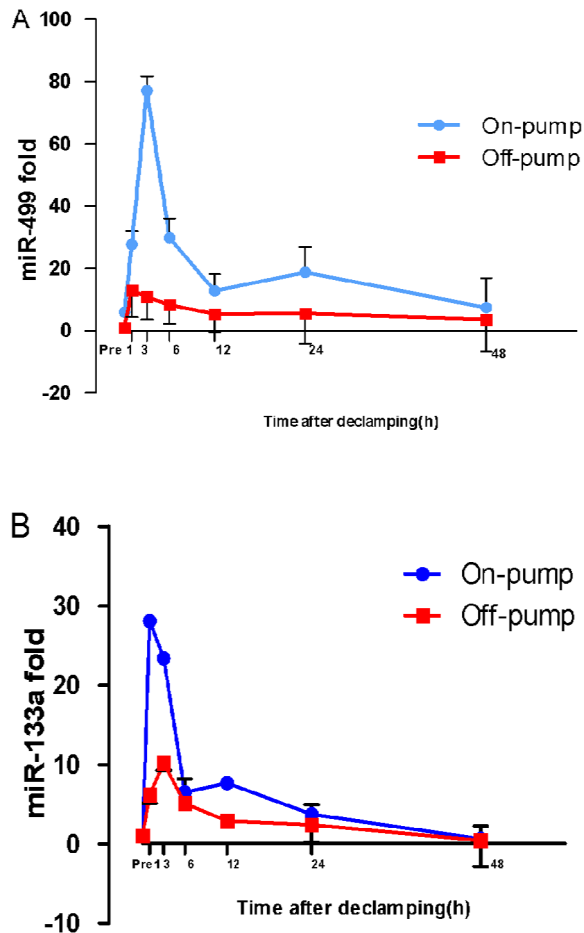 A
100
80
60
40
20
0
-20
miR-499 fold
On-pump
Off-pump
Pre 1 3 6 12 24 48
Time after declamping(h)
B
40
30
20
10
0
-10
miR-133a fold
On-pump
Off-pump
Pre 1 3 6 12 24 48
Time after declamping(h)